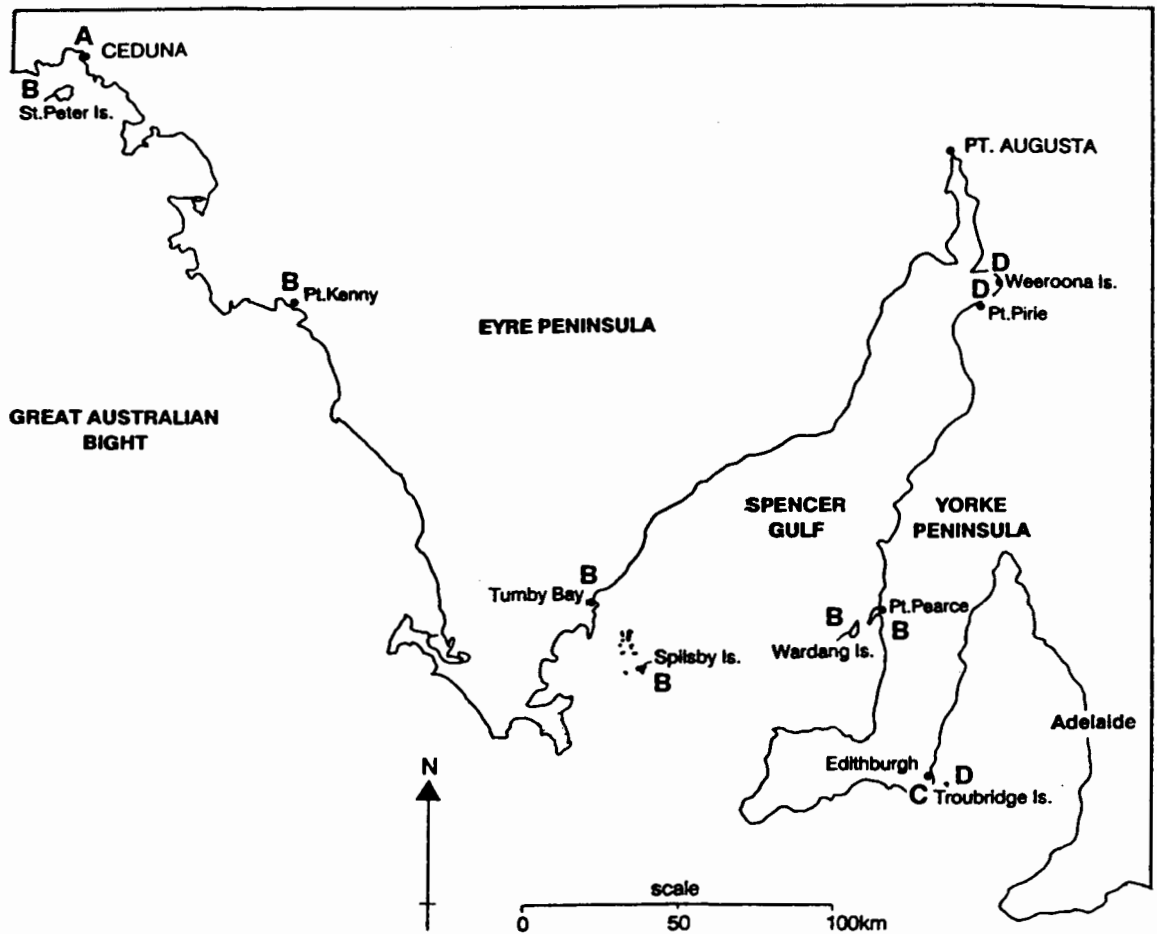 A
CEDUNA
B
St.Peter Is.
PT. AUGUSTA
D
Weeroona Is.
D
Pt.Pirie
B
Pt.Kenny
EYRE PENINSULA
GREAT AUSTRALIAN
BIGHT
SPENCER
GULF
YORKE
PENINSULA
B
Tumby Bay
B
Pt.Pearce
B
Wardang Is.
Spilsby Is.
B
Adelaide
Edithburgh
D
C
Troubridge Is.
N
scale
0
50
100km